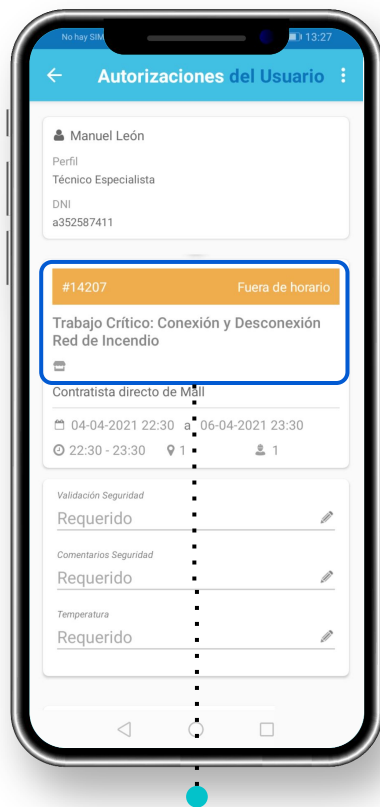 No hay SIM 13:27
Autorizaciones del Usuario
Manuel León
Perfil
Técnico Especialista
DNI
a352587411
#14207 Fuera de horario
Trabajo Crítico: Conexión y Desconexión
Red de Incendio
Contratista directo de Mall
04-04-2021 22:30 a 06-04-2021 23:30
22:30 - 23:30 1 1
Validación Seguridad
Requerido
Comentarios Seguridad
Requerido
Temperatura
Requerido